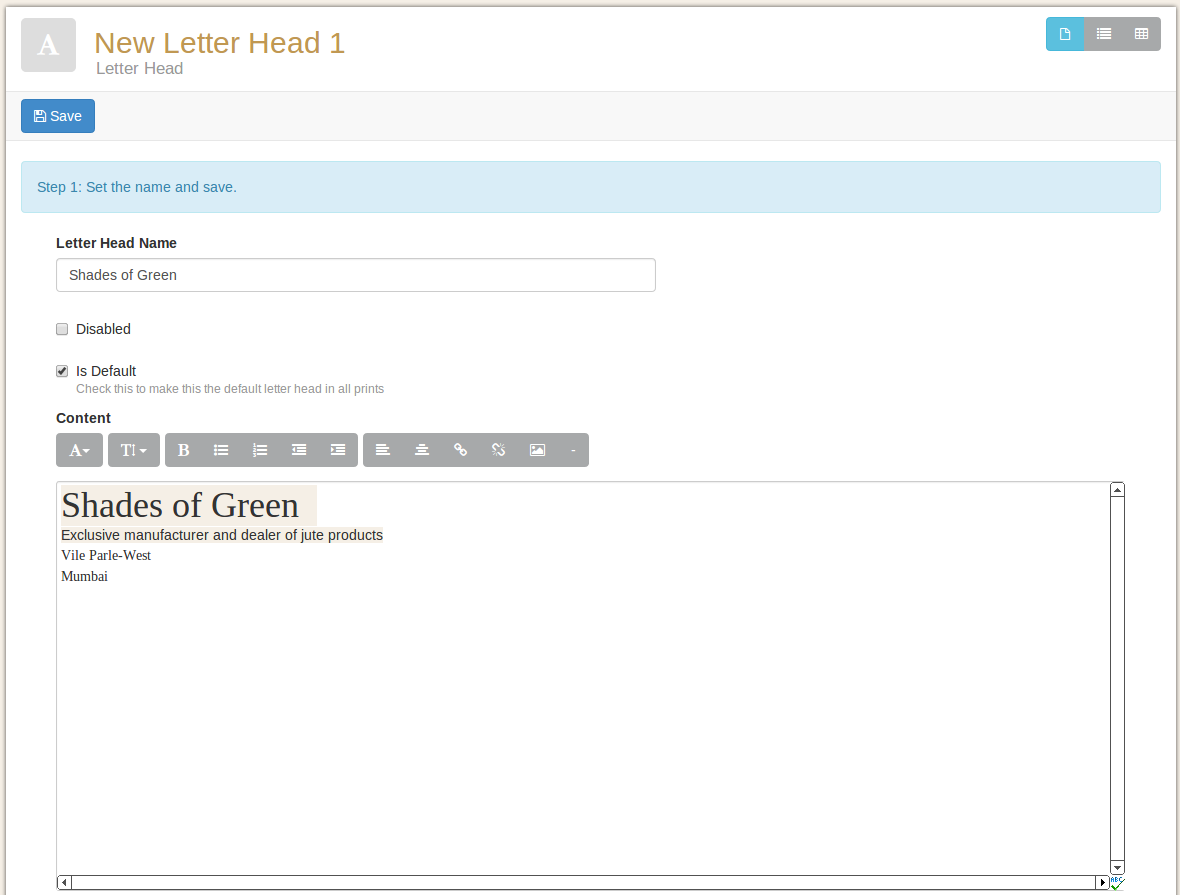 A
New Letter Head 1
Letter Head
Save
Step 1: Set the name and save.
Letter Head Name
Shades of Green
Disabled
Is Default
Check this to make this the default letter head in all prints
Content
A T B -
Shades of Green
Exclusive manufacturer and dealer of jute products
Vile Parle-West
Mumbai
ABC